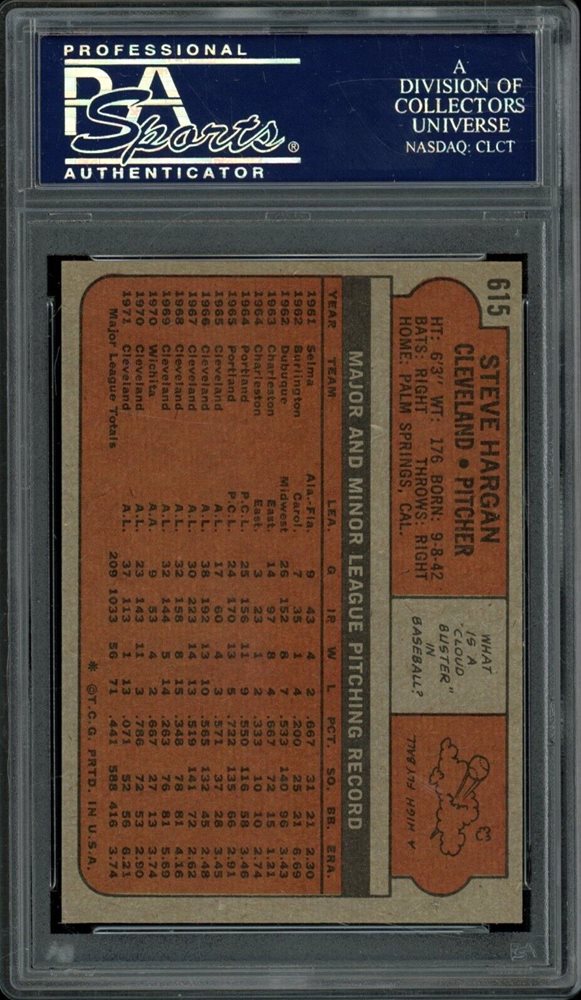 PROFESSIONAL
PSA
Sports®
AUTHENTICATOR
A
DIVISION OF
COLLECTORS
UNIVERSE
NASDAQ: CLCT
615
STEVE HARGAN
CLEVELAND • PITCHER
HT: 6'3" WT: 176 BORN: 9-8-42
BATS: RIGHT THROWS: RIGHT
HOME: PALM SPRINGS, CAL.
WHAT
IS A
"CLOUD
BUSTER"
IN
BASEBALL?
A HIGH FLY BALL
MAJOR AND MINOR LEAGUE PITCHING RECORD
YEAR TEAM LEA. G IP. W L PCT. SO. BB. ERA.
1961 Selma Ala.-Fla. 9 43 4 2 .667 31 21 2.30
1962 Burlington Carol. 7 35 1 4 .200 25 21 6.69
1962 Dubuque Midwest 26 152 8 7 .533 140 96 3.43
1963 Charleston East. 14 97 8 4 .667 72 15 1.21
1964 Charleston East. 3 23 1 2 .333 10 10 2.74
1964 Portland P.C.L. 25 156 11 9 .550 116 58 3.46
1965 Portland P.C.L. 24 170 13 5 .722 135 66 2.91
1965 Cleveland A.L. 17 60 4 3 .571 37 28 3.45
1966 Cleveland A.L. 38 192 13 10 .565 132 45 2.48
1967 Cleveland A.L. 30 223 14 13 .519 141 72 2.62
1968 Cleveland A.L. 32 158 8 15 .348 78 81 4.16
1969 Cleveland A.L. 32 144 5 14 .263 76 81 5.69
1970 Wichita A.A. 9 53 4 2 .667 27 13 3.74
1970 Cleveland A.L. 23 143 11 3 .786 72 53 2.90
1971 Cleveland A.L. 37 113 1 13 .071 52 56 6.21
Major League Totals 209 1033 56 71 .441 588 416 3.74
* © T.C.G. PRTD. IN U.S.A.